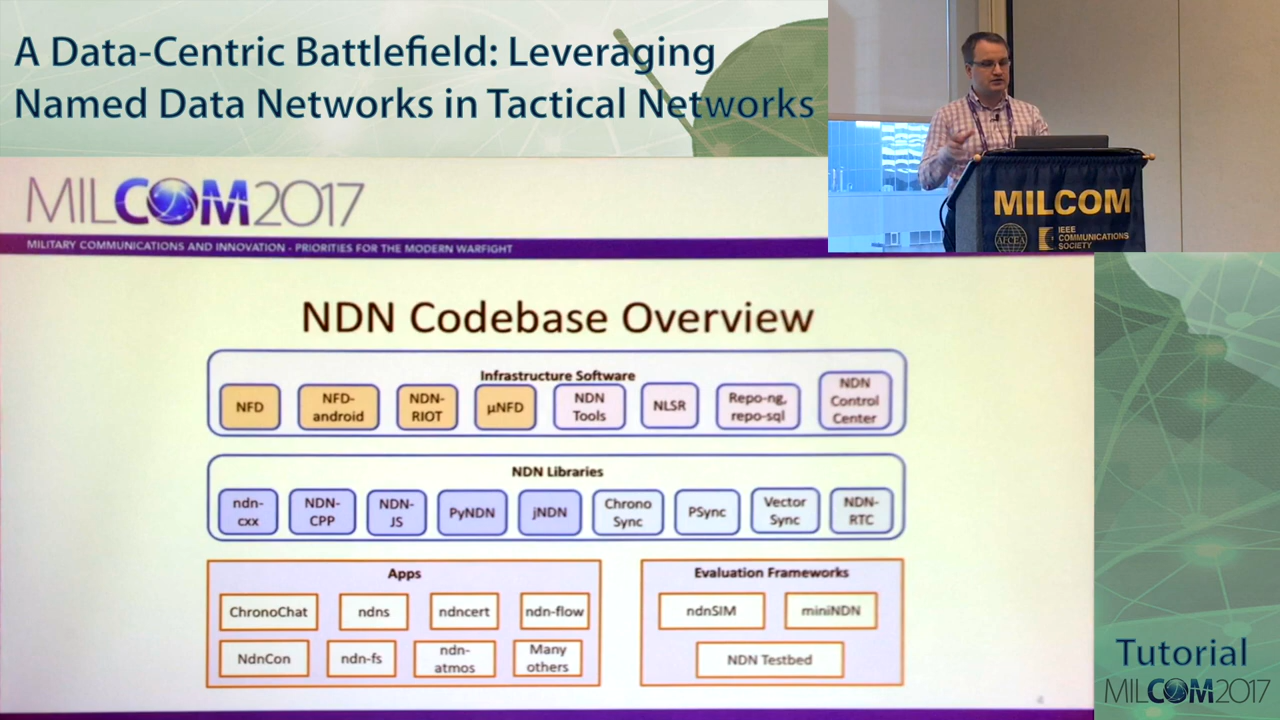 A Data-Centric Battlefield: Leveraging
Named Data Networks in Tactical Networks
MILCOM2017
MILITARY COMMUNICATIONS AND INNOVATION - PRIORITIES FOR THE MODERN WARFIGHT
MILCOM
AFCEA
IEEE
COMMUNICATIONS
SOCIETY
NDN Codebase Overview
Infrastructure Software
NFD
NFD-
android
NDN-
RIOT
µNFD
NDN
Tools
NLSR
Repo-ng,
repo-sql
NDN
Control
Center
NDN Libraries
ndn-
cxx
NDN-
CPP
NDN-
JS
PyNDN
jNDN
Chrono
Sync
PSync
Vector
Sync
NDN-
RTC
Apps
ChronoChat
ndns
ndncert
ndn-flow
NdnCon
ndn-fs
ndn-
atmos
Many
others
Evaluation Frameworks
ndnSIM
miniNDN
NDN Testbed
Tutorial
MILCOM2017